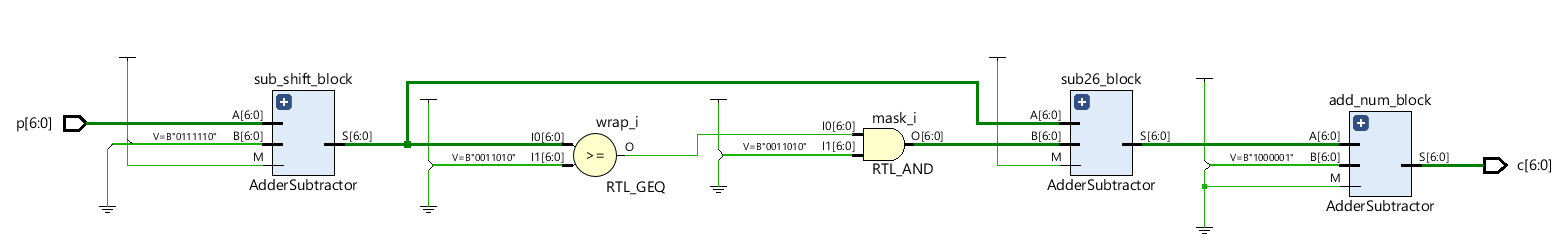 p[6:0]
sub_shift_block
A[6:0]
V=B"0111110"
B[6:0]
M
S[6:0]
AdderSubtractor
wrap_i
I0[6:0]
V=B"0011010"
I1[6:0]
>=
O
RTL_GEQ
mask_i
I0[6:0]
V=B"0011010"
I1[6:0]
O[6:0]
RTL_AND
sub26_block
A[6:0]
B[6:0]
M
S[6:0]
AdderSubtractor
add_num_block
A[6:0]
V=B"1000001"
B[6:0]
M
S[6:0]
AdderSubtractor
c[6:0]